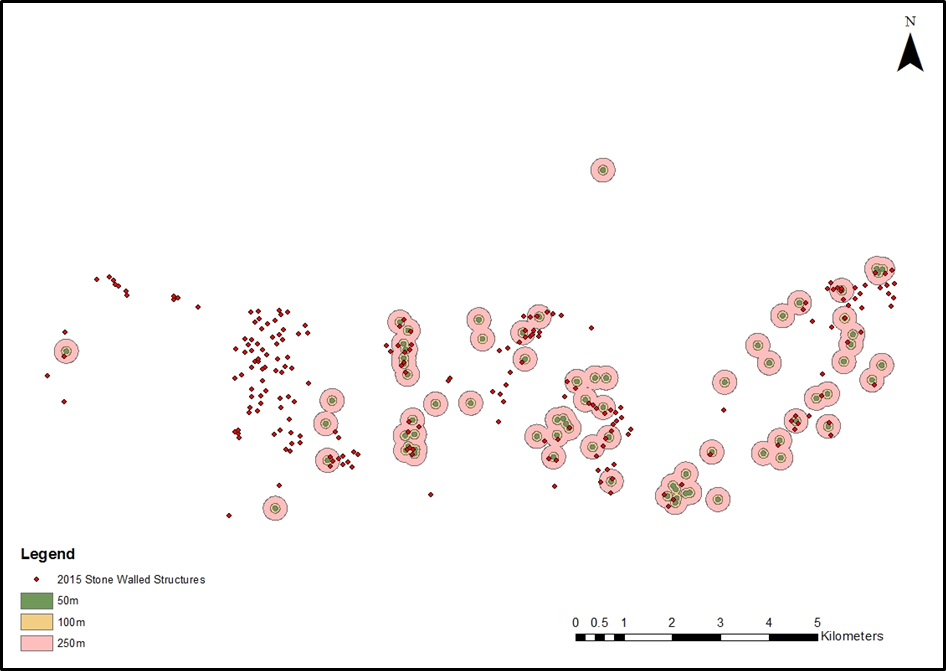 N
Legend
2015 Stone Walled Structures
50m
100m
250m
0 0.5 1 2 3 4 5
Kilometers